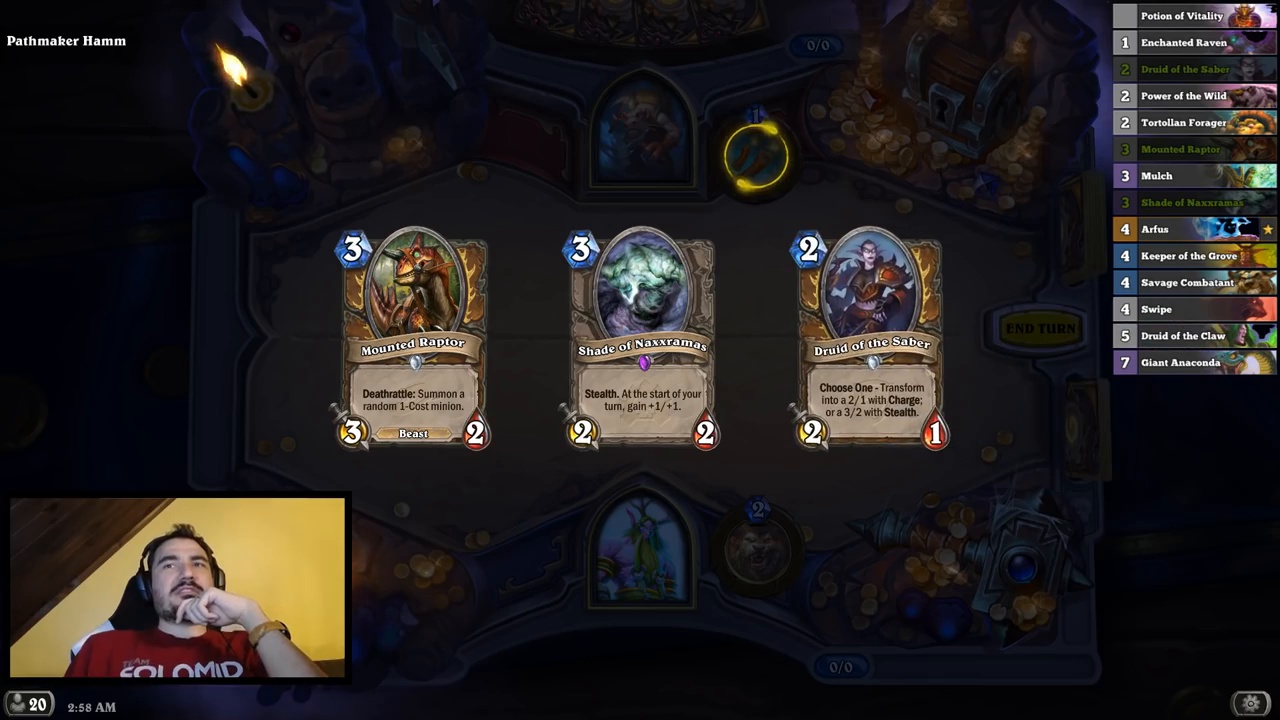 Pathmaker Hamm
0/0
1
3
Mounted Raptor
Deathrattle: Summon a
random 1-Cost minion.
3
Beast
2
3
Shade of Naxxramas
Stealth. At the start of your
turn, gain +1/+1.
2
2
2
Druid of the Saber
Choose One - Transform
into a 2/1 with Charge;
or a 3/2 with Stealth.
2
1
END TURN
2
0/0
Potion of Vitality
1 Enchanted Raven
2 Druid of the Saber
2 Power of the Wild
2 Tortollan Forager
3 Mounted Raptor
3 Mulch
3 Shade of Naxxramas
4 Arfus
4 Keeper of the Grove
4 Savage Combatant
4 Swipe
5 Druid of the Claw
7 Giant Anaconda
TEAM
SOLOMID
20
2:58 AM